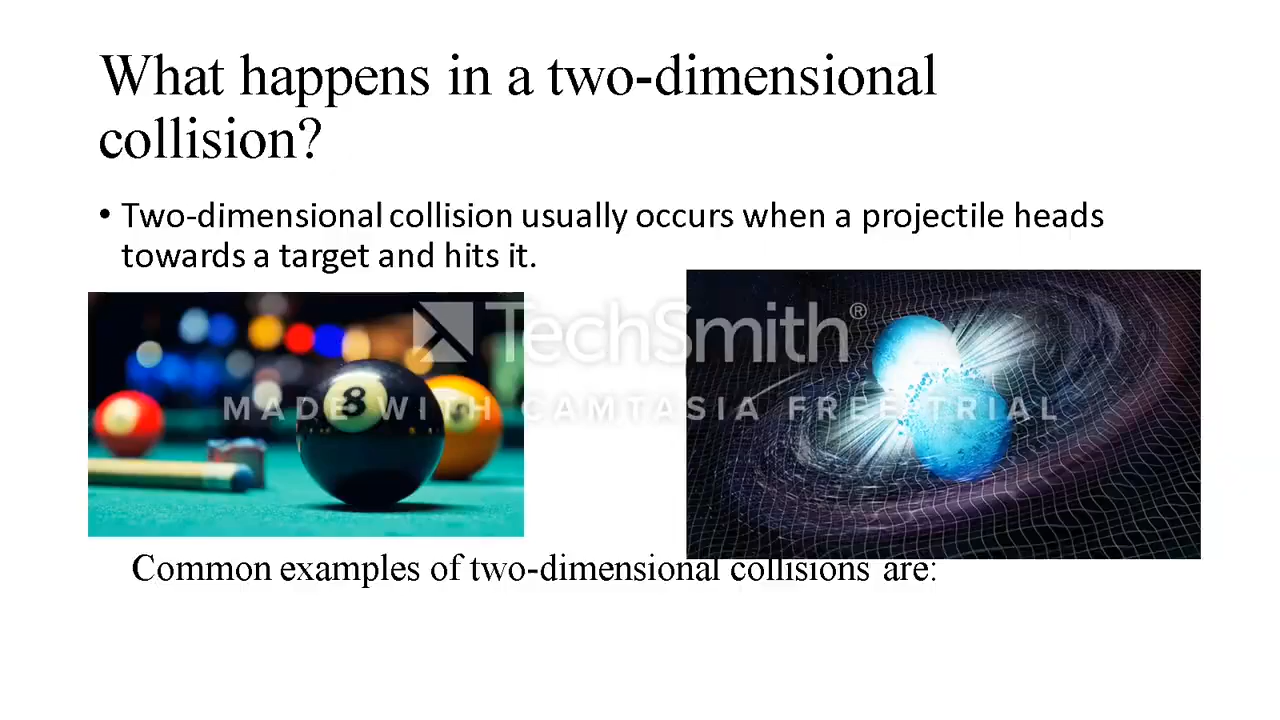 What happens in a two-dimensional
collision?
• Two-dimensional collision usually occurs when a projectile heads
towards a target and hits it.
TechSmith®
MADE WITH CAMTASIA FREE TRIAL
8
Common examples of two-dimensional collisions are: